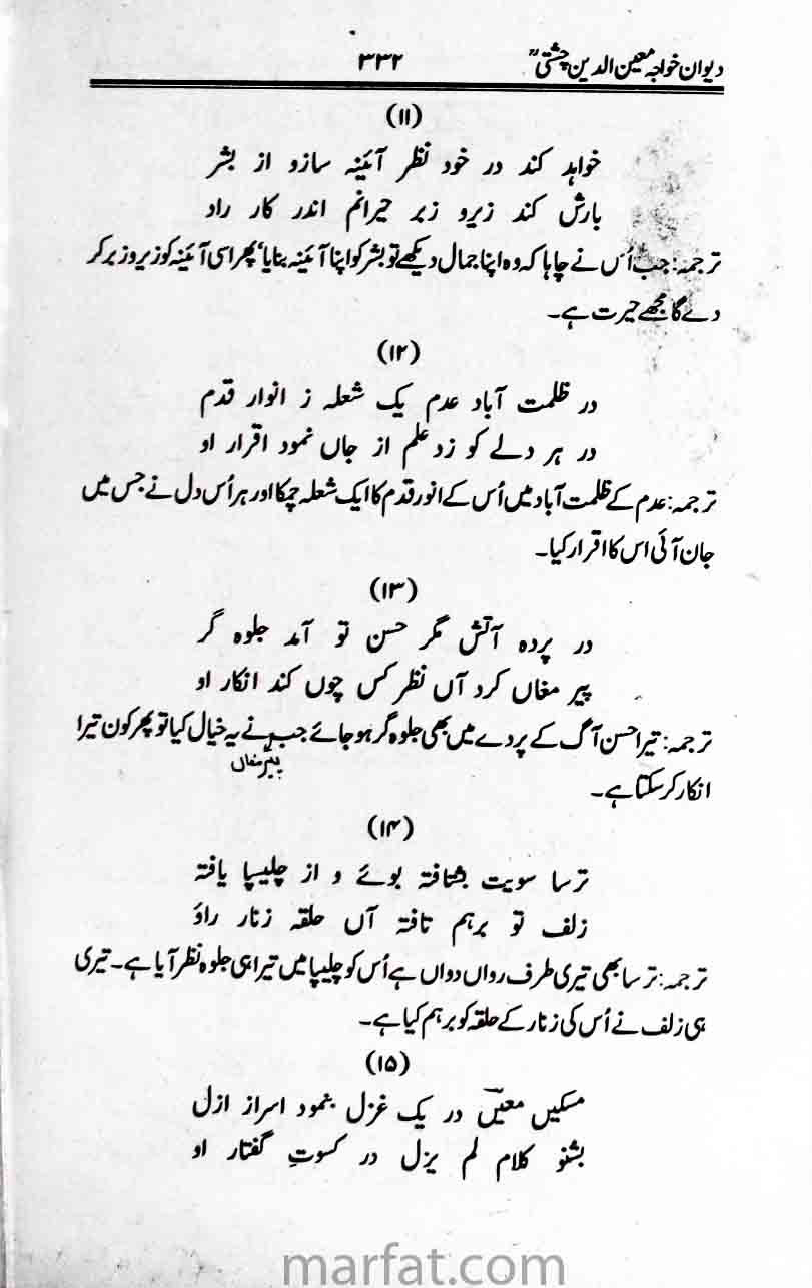 دیوان خواجہ معین الدین چشتیؒ ۳۳۲
(۱۱)
خواہد کند در خود نظر آئینہ سازو از بشر
بارش کند زیرو زبر حیرانم اندر کار راد
ترجمہ: جب اُس نے چاہا کہ وہ اپنا جمال دیکھے تو بشر کو اپنا آئینہ بنایا‘ پھر اسی آئینہ کو زیر و زبر کر
دے گا مجھے حیرت ہے۔
(۱۲)
در ظلمت آباد عدم یک شعلہ ز انوار قدم
در ہر دلے کو زد علم از جاں نمود اقرار او
ترجمہ: عدم کے ظلمت آباد میں اُس کے انور قدم کا ایک شعلہ چمکا اور ہر اُس دل نے جس میں
جان آئی اس کا اقرار کیا۔
(۱۳)
در پردہ آتش مگر حسن تو آمد جلوہ گر
پیر مغاں کرد آں نظر کس چوں کند انکار او
ترجمہ: تیرا حسن آگ کے پردے میں بھی جلوہ گر ہو جائے جب نے یہ خیال کیا تو پھر کون تیرا
پیر مغاں
انکار کر سکتا ہے۔
(۱۴)
ترسا سویت بشتافتہ بوئے و از چلیپا یافتہ
زلف تو برہم تافتہ آں حلقہ زنار راؤ
ترجمہ: ترسا بھی تیری طرف رواں دواں ہے اُس کو چلیپا میں تیرا ہی جلوہ نظر آیا ہے۔ تیری
ہی زلف نے اُس کی زنار کے حلقہ کو برہم کیا ہے۔
(۱۵)
مسکیں معیںؔ در یک غزل بنمود اسراز ازل
بشنو کلام لم یزل در کسوتِ گفتار او
marfat.com